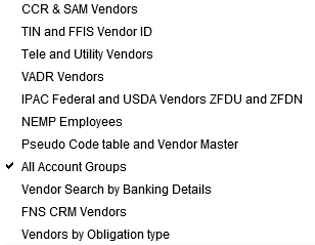 CCR & SAM Vendors
TIN and FFIS Vendor ID
Tele and Utility Vendors
VADR Vendors
IPAC Federal and USDA Vendors ZFDU and ZFDN
NEMP Employees
Pseudo Code table and Vendor Master
All Account Groups
Vendor Search by Banking Details
FNS CRM Vendors
Vendors by Obligation type